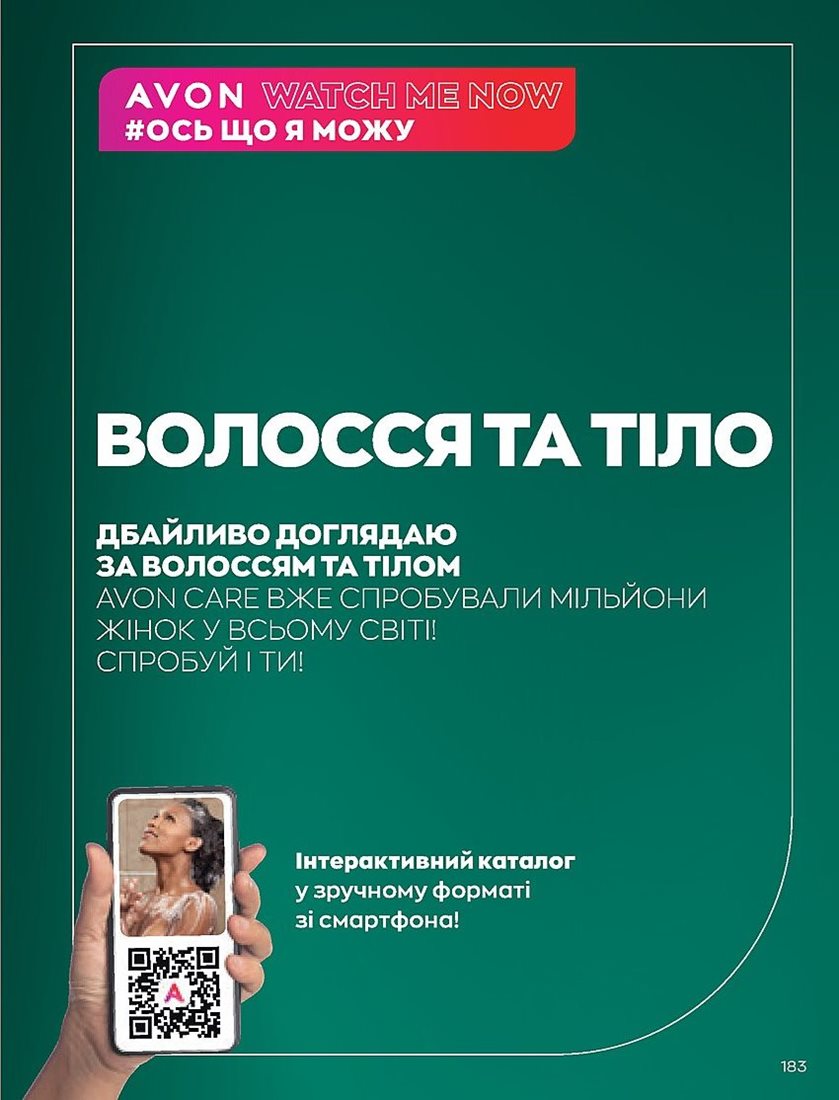 AVON WATCH ME NOW
#ОСЬ ЩО Я МОЖУ
ВОЛОССЯ ТА ТІЛО
ДБАЙЛИВО ДОГЛЯДАЮ
ЗА ВОЛОССЯМ ТА ТІЛОМ
AVON CARE ВЖЕ СПРОБУВАЛИ МІЛЬЙОНИ
ЖІНОК У ВСЬОМУ СВІТІ!
СПРОБУЙ І ТИ!
Інтерактивний каталог
у зручному форматі
зі смартфона!
A
183